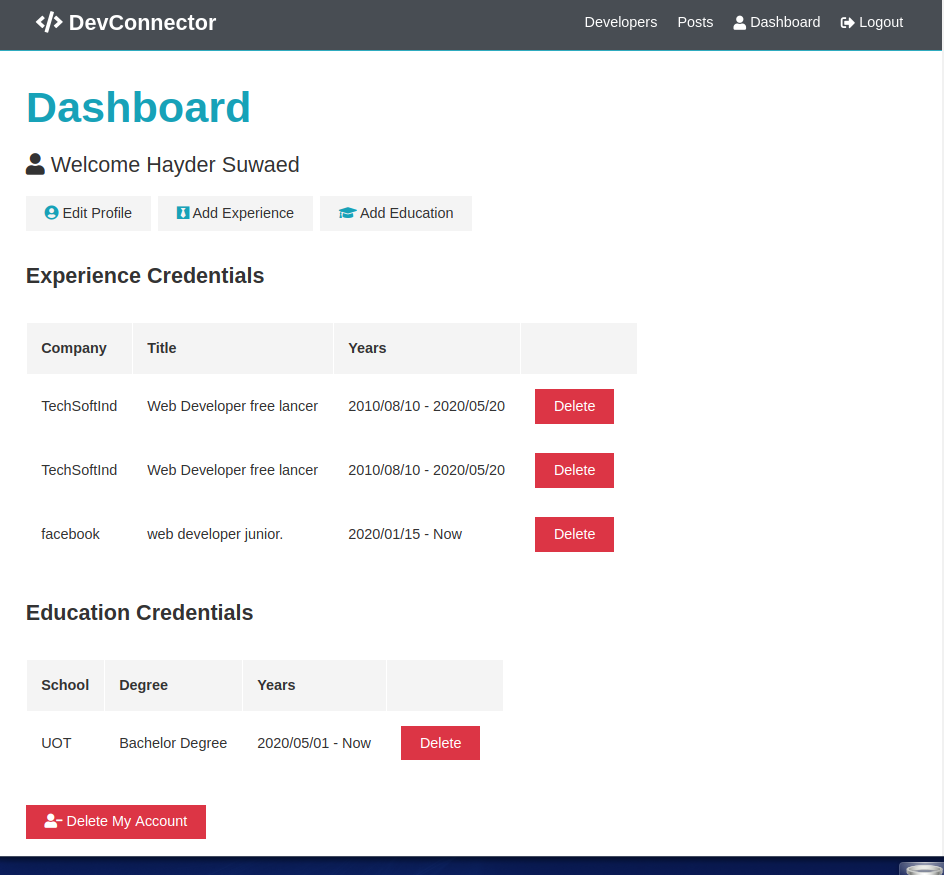 DevConnector Developers Posts Dashboard Logout
Dashboard
Welcome Hayder Suwaed
Edit Profile Add Experience Add Education
Experience Credentials
Company Title Years
TechSoftInd Web Developer free lancer 2010/08/10 - 2020/05/20 Delete
TechSoftInd Web Developer free lancer 2010/08/10 - 2020/05/20 Delete
facebook web developer junior. 2020/01/15 - Now Delete
Education Credentials
School Degree Years
UOT Bachelor Degree 2020/05/01 - Now Delete
Delete My Account